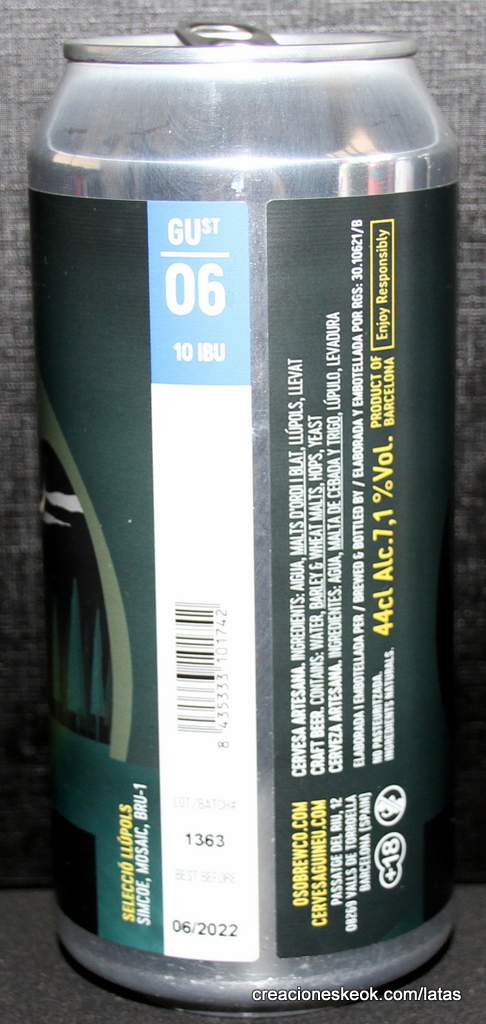 GUST
06
10 IBU
8 435333 101742
LOT/BATCH#
1363
BEST BEFORE
06/2022
SELECCIÓ LLÚPOLS
SIMCOE, MOSAIC, BRU-1
CERVESA ARTESANA. INGREDIENTS: AIGUA, MALTS D'ORDI I BLAT, LLÚPOLS, LLEVAT
CRAFT BEER, CONTAINS: WATER, BARLEY & WHEAT MALTS, HOPS, YEAST
CERVEZA ARTESANA. INGREDIENTES: AGUA, MALTA DE CEBADA Y TRIGO, LÚPULO, LEVADURA
ELABORADA I EMBOTELLADA PER / BREWED & BOTTLED BY / ELABORADA Y EMBOTELLADA POR RGS: 30.10621/B
NO PASTEURITZADA.
INGREDIENTS NATURALS.
44cl Alc.7,1 %Vol.
PRODUCT OF
BARCELONA
Enjoy Responsibly
OSOBREWCO.COM
CERVESAGUINEU.COM
PASSATGE DEL RIU, 12
08269 VALLS DE TORROELLA
BARCELONA (SPAIN)
+18
creacioneskeok.com/latas